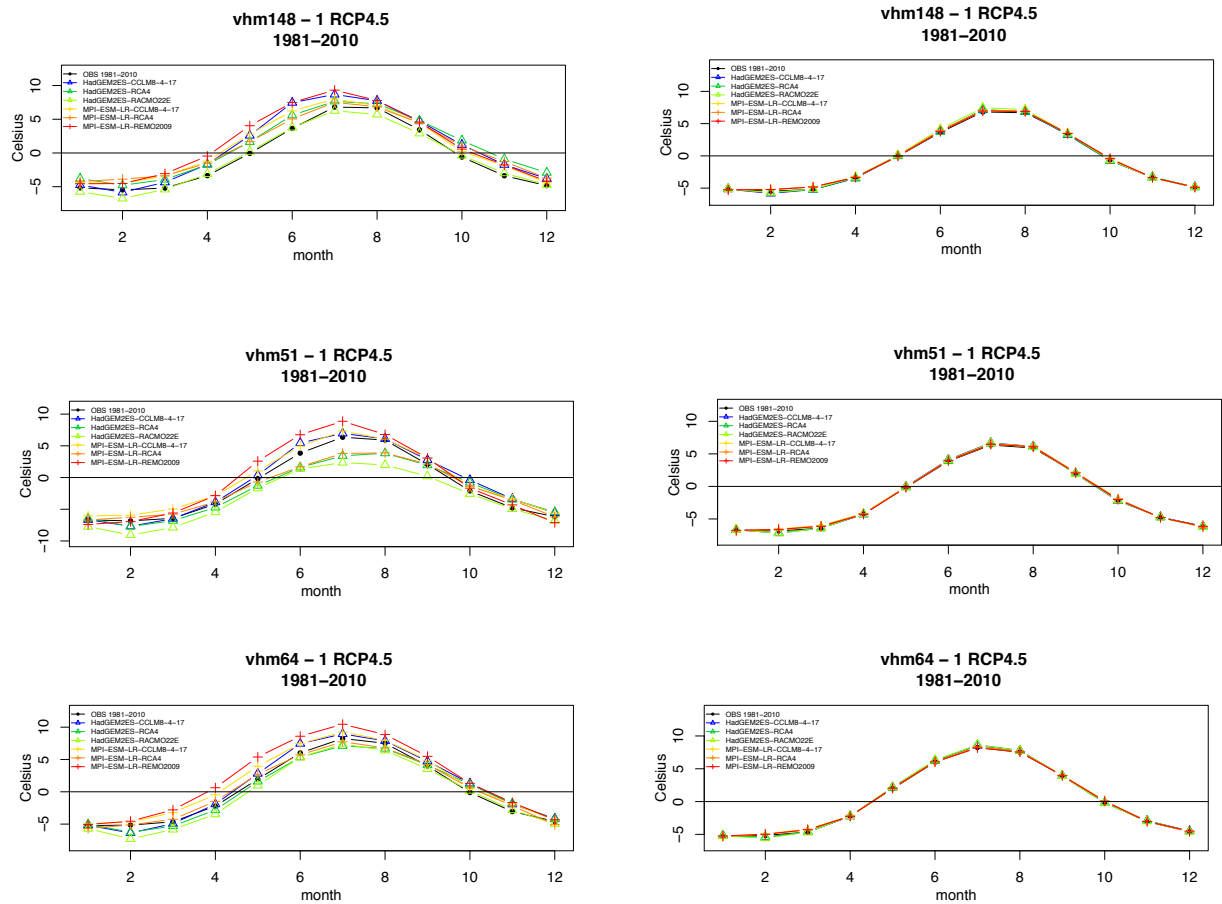 vhm148 − 1 RCP4.5
1981−2010
Celsius
10
5
0
−5
OBS 1981−2010
HadGEM2ES−CCLM8−4−17
HadGEM2ES−RCA4
HadGEM2ES−RACMO22E
MPI−ESM−LR−CCLM8−4−17
MPI−ESM−LR−RCA4
MPI−ESM−LR−REMO2009
2 4 6 8 10 12
month
vhm148 − 1 RCP4.5
1981−2010
Celsius
10
5
0
−5
OBS 1981−2010
HadGEM2ES−CCLM8−4−17
HadGEM2ES−RCA4
HadGEM2ES−RACMO22E
MPI−ESM−LR−CCLM8−4−17
MPI−ESM−LR−RCA4
MPI−ESM−LR−REMO2009
2 4 6 8 10 12
month
vhm51 − 1 RCP4.5
1981−2010
Celsius
10
5
0
−5
−10
OBS 1981−2010
HadGEM2ES−CCLM8−4−17
HadGEM2ES−RCA4
HadGEM2ES−RACMO22E
MPI−ESM−LR−CCLM8−4−17
MPI−ESM−LR−RCA4
MPI−ESM−LR−REMO2009
2 4 6 8 10 12
month
vhm51 − 1 RCP4.5
1981−2010
Celsius
10
5
0
−5
OBS 1981−2010
HadGEM2ES−CCLM8−4−17
HadGEM2ES−RCA4
HadGEM2ES−RACMO22E
MPI−ESM−LR−CCLM8−4−17
MPI−ESM−LR−RCA4
MPI−ESM−LR−REMO2009
2 4 6 8 10 12
month
vhm64 − 1 RCP4.5
1981−2010
Celsius
10
5
0
−5
OBS 1981−2010
HadGEM2ES−CCLM8−4−17
HadGEM2ES−RCA4
HadGEM2ES−RACMO22E
MPI−ESM−LR−CCLM8−4−17
MPI−ESM−LR−RCA4
MPI−ESM−LR−REMO2009
2 4 6 8 10 12
month
vhm64 − 1 RCP4.5
1981−2010
Celsius
10
5
0
−5
OBS 1981−2010
HadGEM2ES−CCLM8−4−17
HadGEM2ES−RCA4
HadGEM2ES−RACMO22E
MPI−ESM−LR−CCLM8−4−17
MPI−ESM−LR−RCA4
MPI−ESM−LR−REMO2009
2 4 6 8 10 12
month